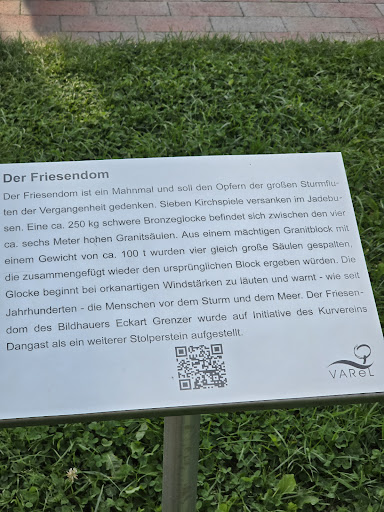 Der Friesendom
Der Friesendom ist ein Mahnmal und soll den Opfern der großen Sturmflu-
ten der Vergangenheit gedenken. Sieben Kirchspiele versanken im Jadebu-
sen. Eine ca. 250 kg schwere Bronzeglocke befindet sich zwischen den vier
ca. sechs Meter hohen Granitsäulen. Aus einem mächtigen Granitblock mit
einem Gewicht von ca. 100 t wurden vier gleich große Säulen gespalten,
die zusammengefügt wieder den ursprünglichen Block ergeben würden. Die
Glocke beginnt bei orkanartigen Windstärken zu läuten und warnt - wie seit
Jahrhunderten - die Menschen vor dem Sturm und dem Meer. Der Friesen-
dom des Bildhauers Eckart Grenzer wurde auf Initiative des Kurvereins
Dangast als ein weiterer Stolperstein aufgestellt.
VAReL